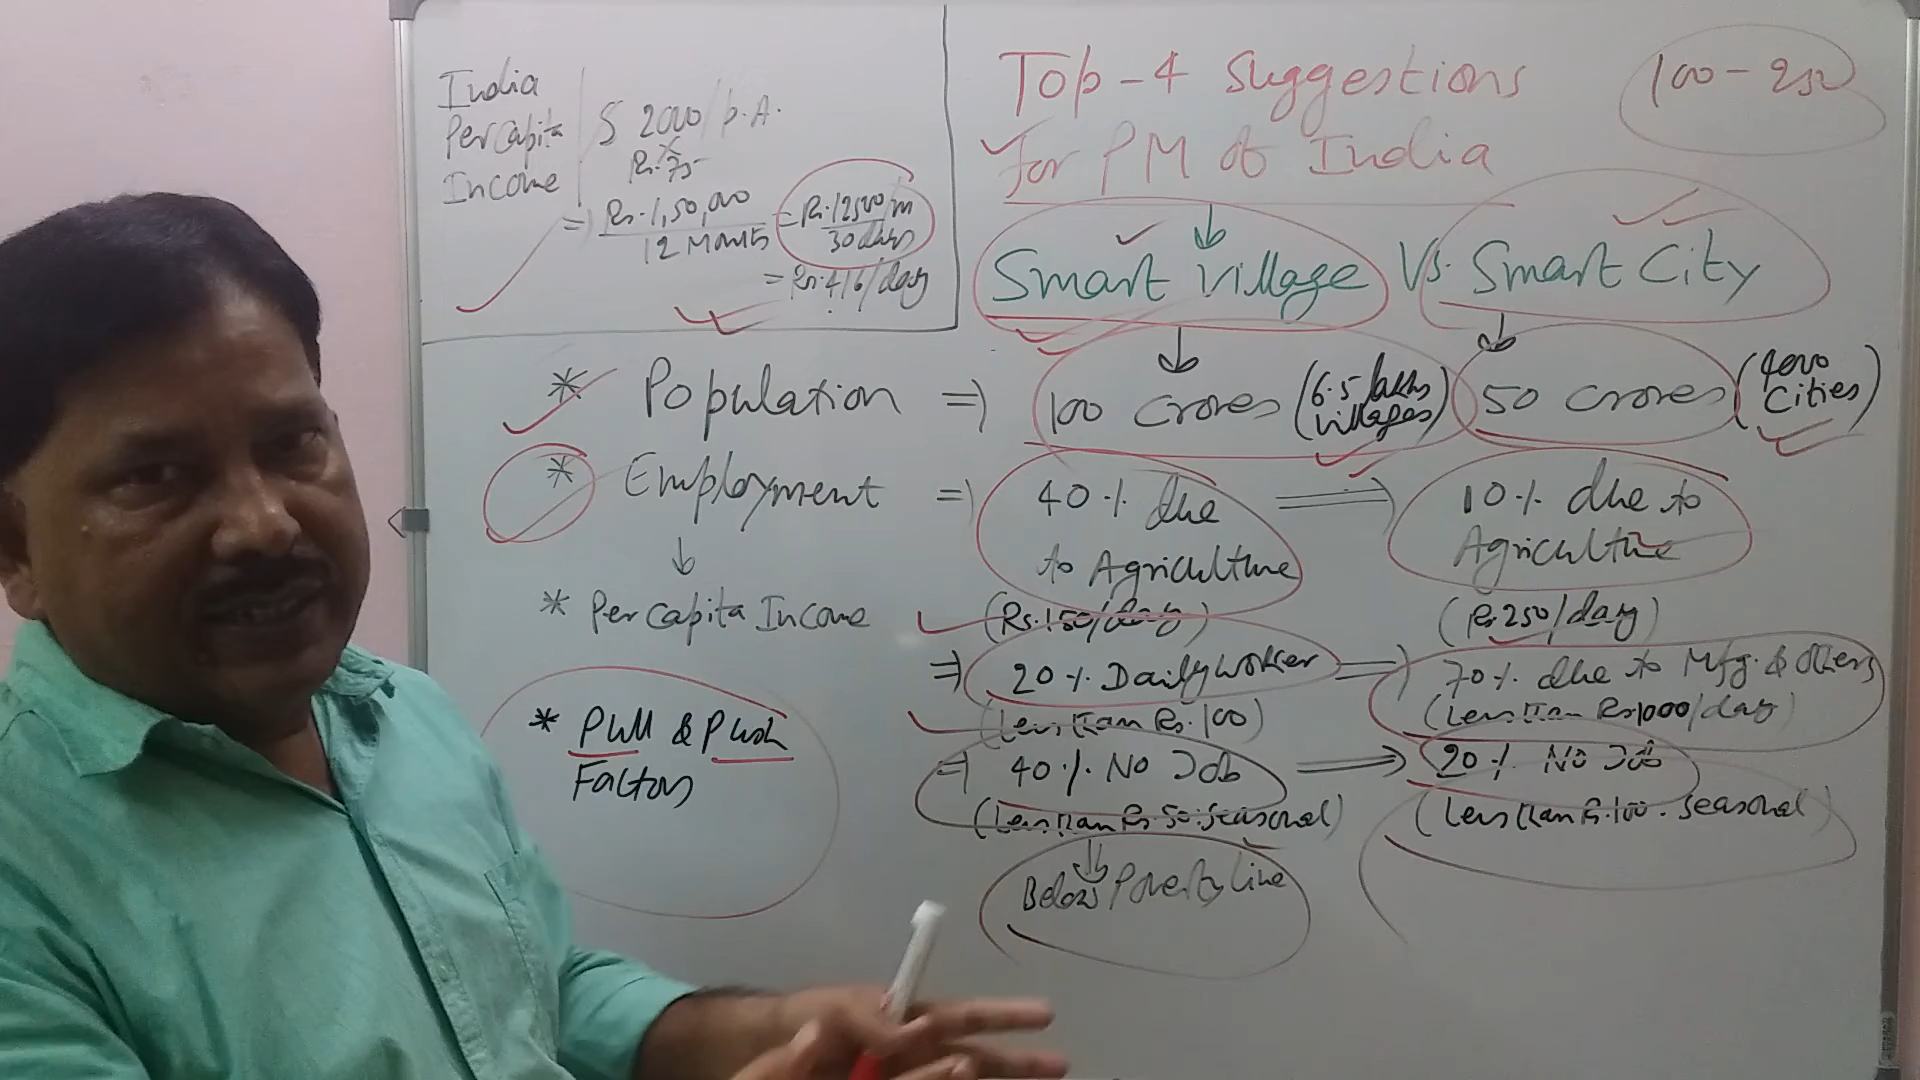 India
Per Capita
Income
$ 2000/p.A.
x
Rs.75
=) Rs.1,50,000
12 Months
= Rs.12500/m
30 days
= Rs.416/day
Top-4 Suggestions
for PM of India
100-250
Smart Village Vs. Smart City
* Population =) 100 crores (6.5 lakhs villages) 50 crores (4000 cities)
* Employment =) 40% due to Agriculture
10% due to Agriculture
* Per capita Income (Rs.150/day)
(Rs.250/day)
=) 20% Daily worker
=) 70% due to Mfg. & others
(Less than Rs.100)
(Less than Rs1000/day)
* Pull & Push
Factors
=) 40% No Job
20% No Job
(Less than Rs.50.Seasonal)
(Less than Rs.100. Seasonal)
Below Poverty Line